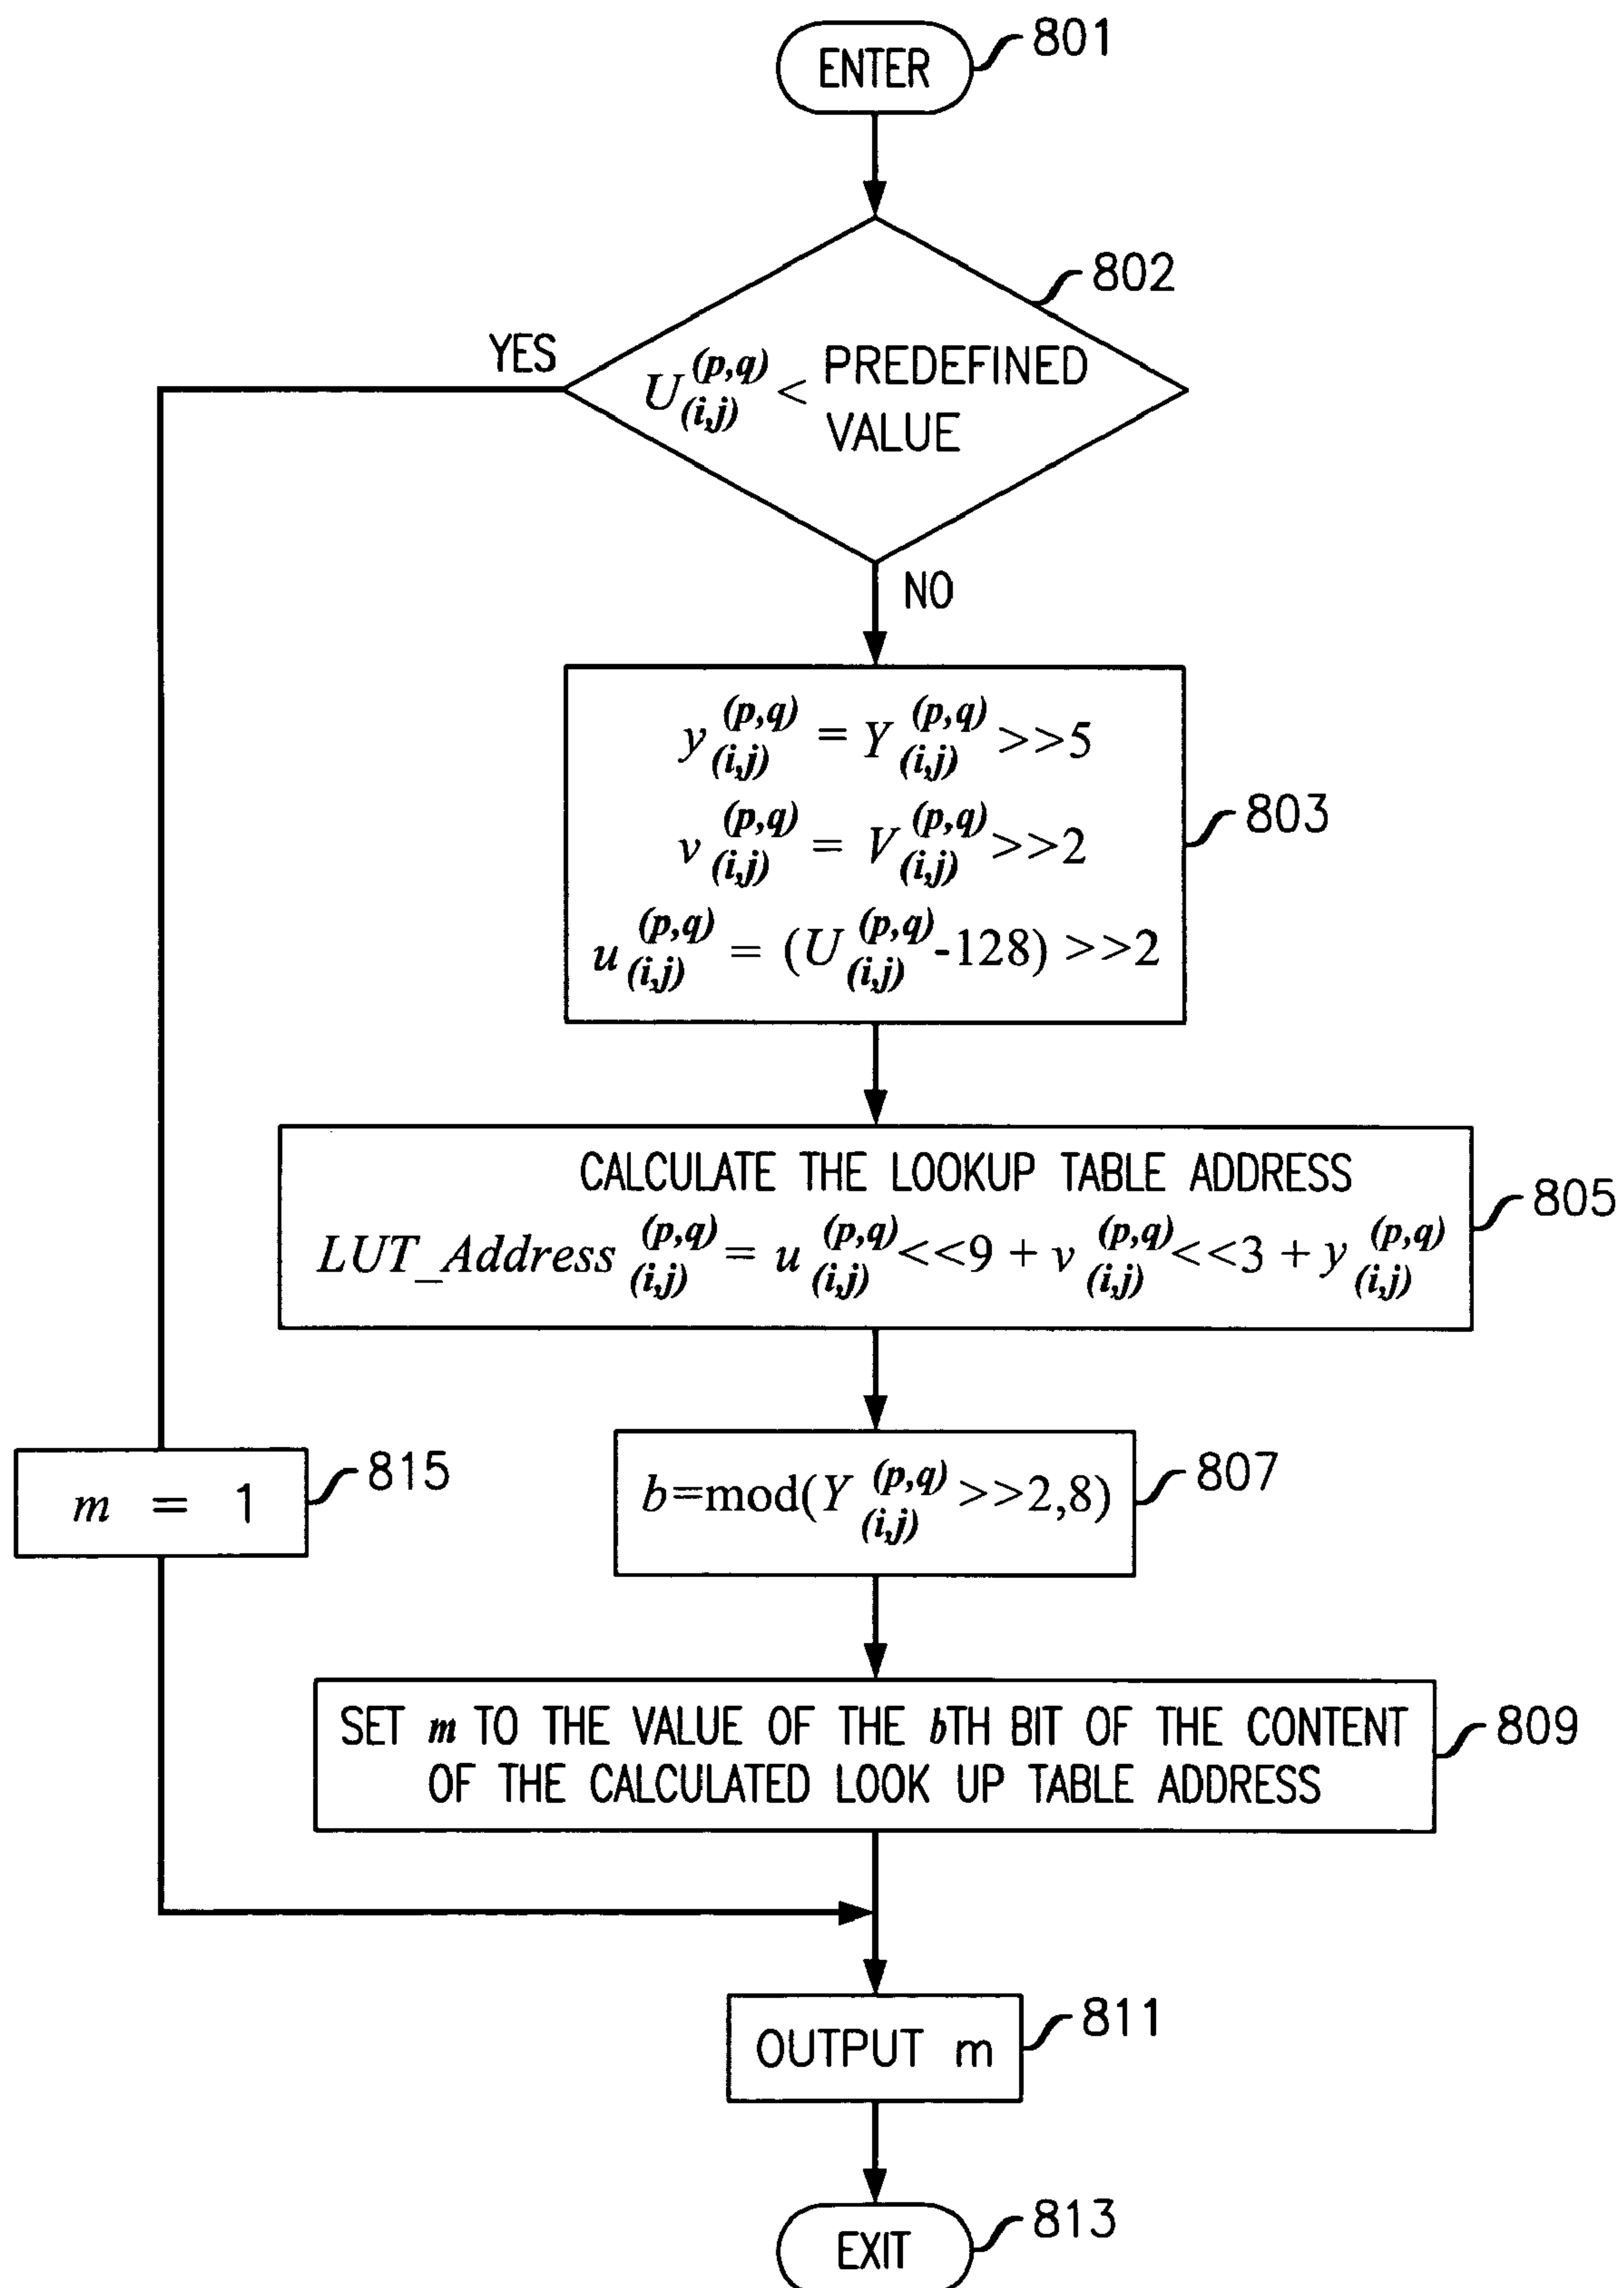 ENTER
801
802
YES
U(i,j)(p,q) < PREDEFINED
VALUE
NO
y(i,j)(p,q) = Y(i,j)(p,q) >>5
v(i,j)(p,q) = V(i,j)(p,q) >>2
u(i,j)(p,q) = (U(i,j)(p,q)-128) >>2
803
CALCULATE THE LOOKUP TABLE ADDRESS
LUT_Address(i,j)(p,q) = u(i,j)(p,q)<<9 + v(i,j)(p,q)<<3 + y(i,j)(p,q)
805
m = 1
815
b=mod(Y(i,j)(p,q)>>2,8)
807
SET m TO THE VALUE OF THE bTH BIT OF THE CONTENT
OF THE CALCULATED LOOK UP TABLE ADDRESS
809
OUTPUT m
811
EXIT
813